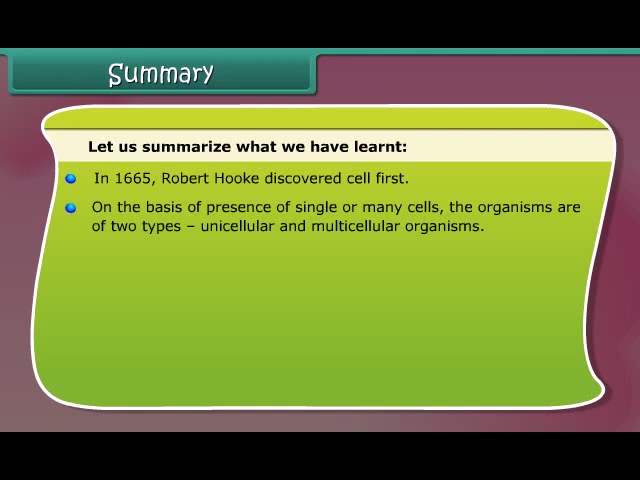 Summary
Let us summarize what we have learnt:
In 1665, Robert Hooke discovered cell first.
On the basis of presence of single or many cells, the organisms are
of two types – unicellular and multicellular organisms.